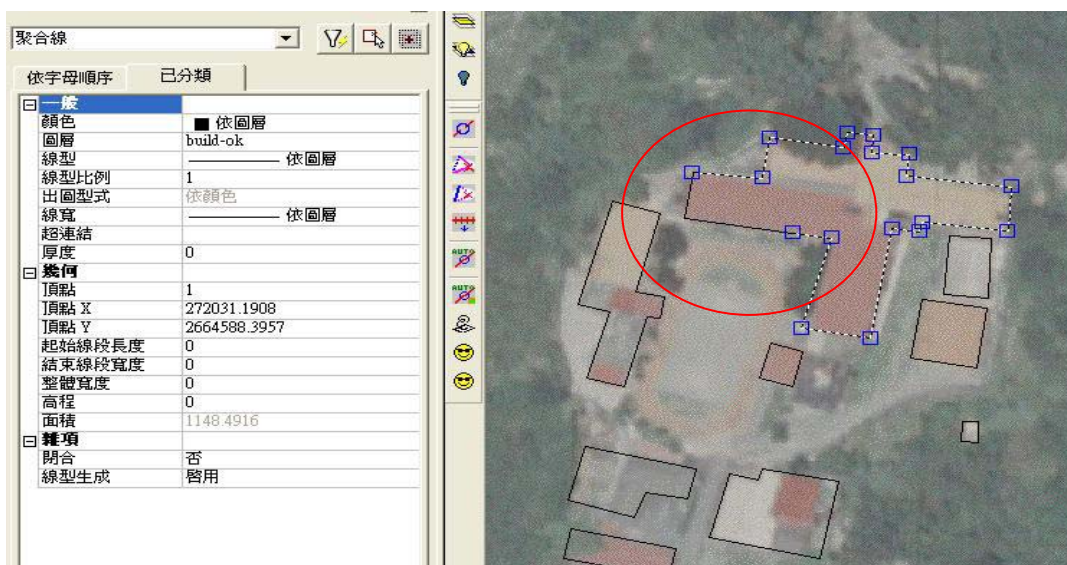 聚合線
依字母順序 已分類
一般
顏色 依圖層
圖層 build-ok
線型 依圖層
線型比例 1
出圖型式 依顏色
線寬 依圖層
超連結
厚度 0
幾何
頂點 1
頂點 X 272031.1908
頂點 Y 2664588.3957
起始線段長度 0
結束線段寬度 0
整體寬度 0
高程 0
面積 1148.4916
雜項
閉合 否
線型生成 啓用
AUTO
AUTO